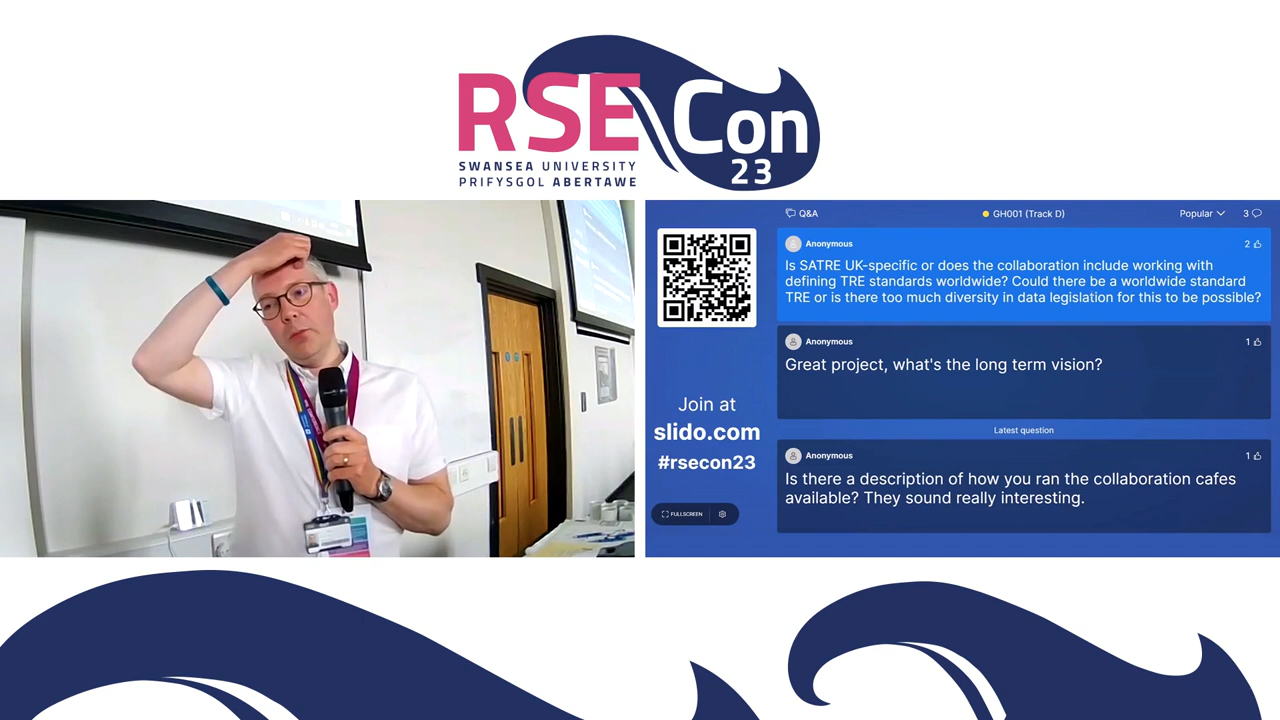 RSE Con
23
SWANSEA UNIVERSITY
PRIFYSGOL ABERTAWE
Q&A
GH001 (Track D)
Popular
3
Anonymous
2
Is SATRE UK-specific or does the collaboration include working with
defining TRE standards worldwide? Could there be a worldwide standard
TRE or is there too much diversity in data legislation for this to be possible?
Anonymous
1
Great project, what's the long term vision?
Latest question
Anonymous
1
Is there a description of how you ran the collaboration cafes
available? They sound really interesting.
Join at
slido.com
#rsecon23
FULLSCREEN